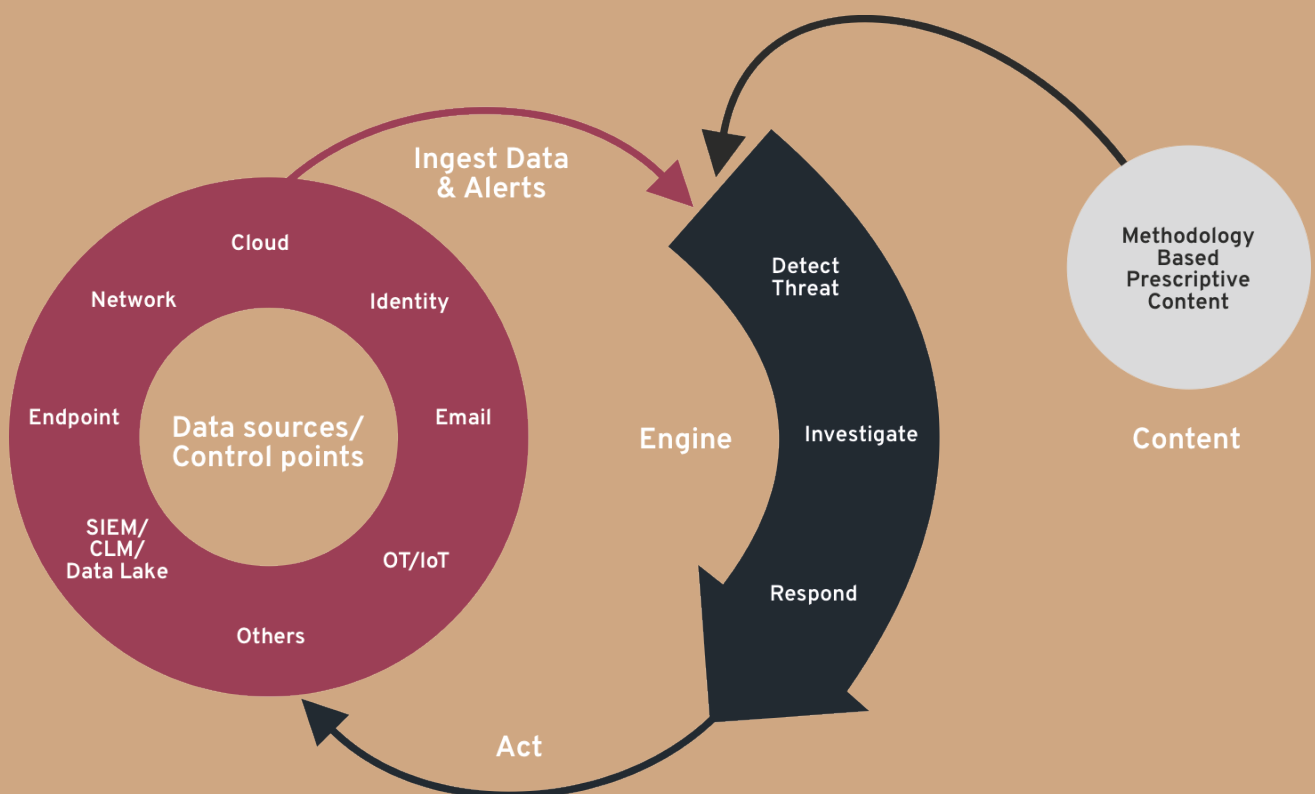 Ingest Data
& Alerts
Cloud
Network
Identity
Endpoint
Data sources/
Control points
Email
SIEM/
CLM/
Data Lake
OT/IoT
Others
Act
Engine
Detect
Threat
Investigate
Respond
Methodology
Based
Prescriptive
Content
Content